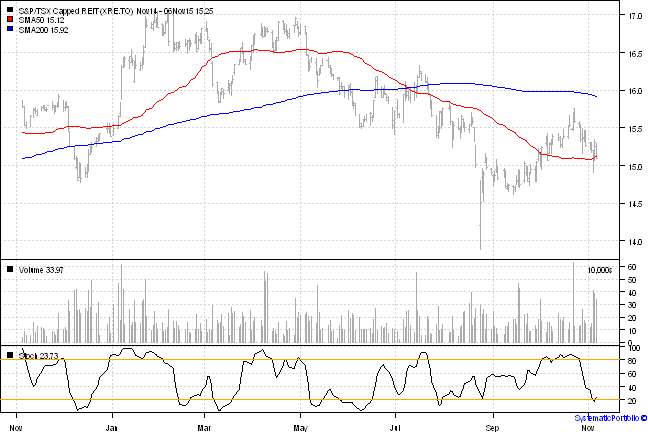 S&P/TSX Capped REIT(XRE.TO) Nov14 - 06Nov15 15.25
SMA50 15.12
SMA200 15.92
17.0
16.5
16.0
15.5
15.0
14.5
14.0
Volume 33.97
10,000s
60
50
40
30
20
10
0
Stoch 23.73
100
80
60
40
20
Nov Jan Mar May Jul Sep Nov
SystematicPortfolio ©